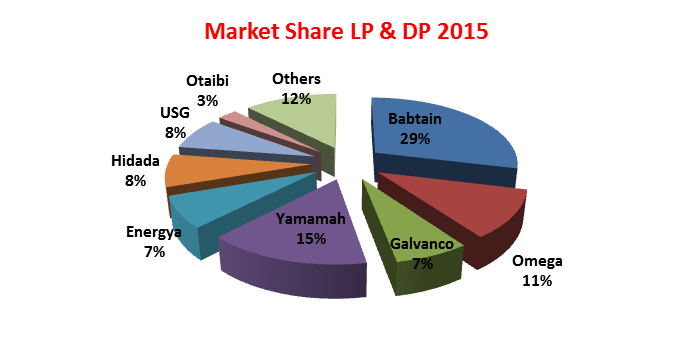 Market Share LP & DP 2015
Others
12%
Babtain
29%
Otaibi
3%
USG
8%
Hidada
8%
Energya
7%
Yamamah
15%
Galvanco
7%
Omega
11%